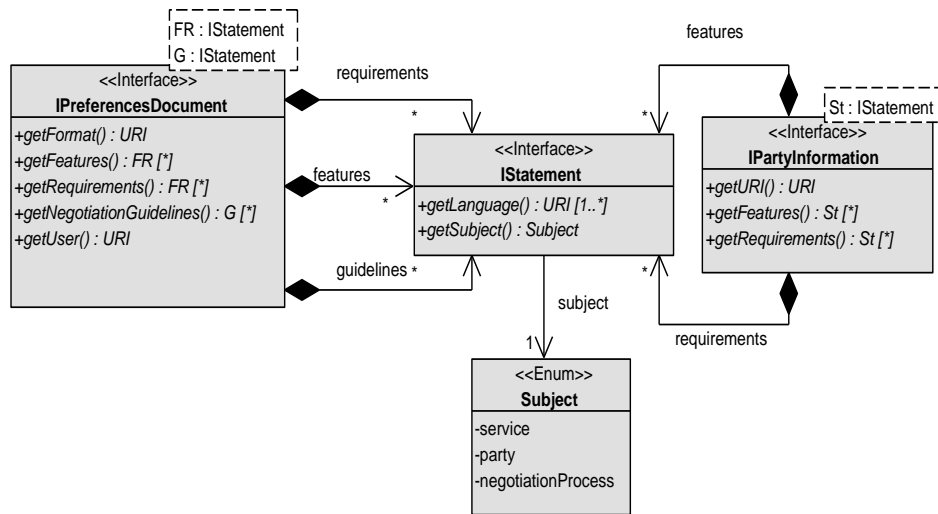 FR : IStatement
G : IStatement
<<Interface>>
IPreferencesDocument
+getFormat() : URI
+getFeatures() : FR [*]
+getRequirements() : FR [*]
+getNegotiationGuidelines() : G [*]
+getUser() : URI
requirements
*
features
*
guidelines
*
<<Interface>>
IStatement
+getLanguage() : URI [1..*]
+getSubject() : Subject
features
*
St : IStatement
<<Interface>>
IPartyInformation
+getURI() : URI
+getFeatures() : St [*]
+getRequirements() : St [*]
*
requirements
subject
1
<<Enum>>
Subject
-service
-party
-negotiationProcess